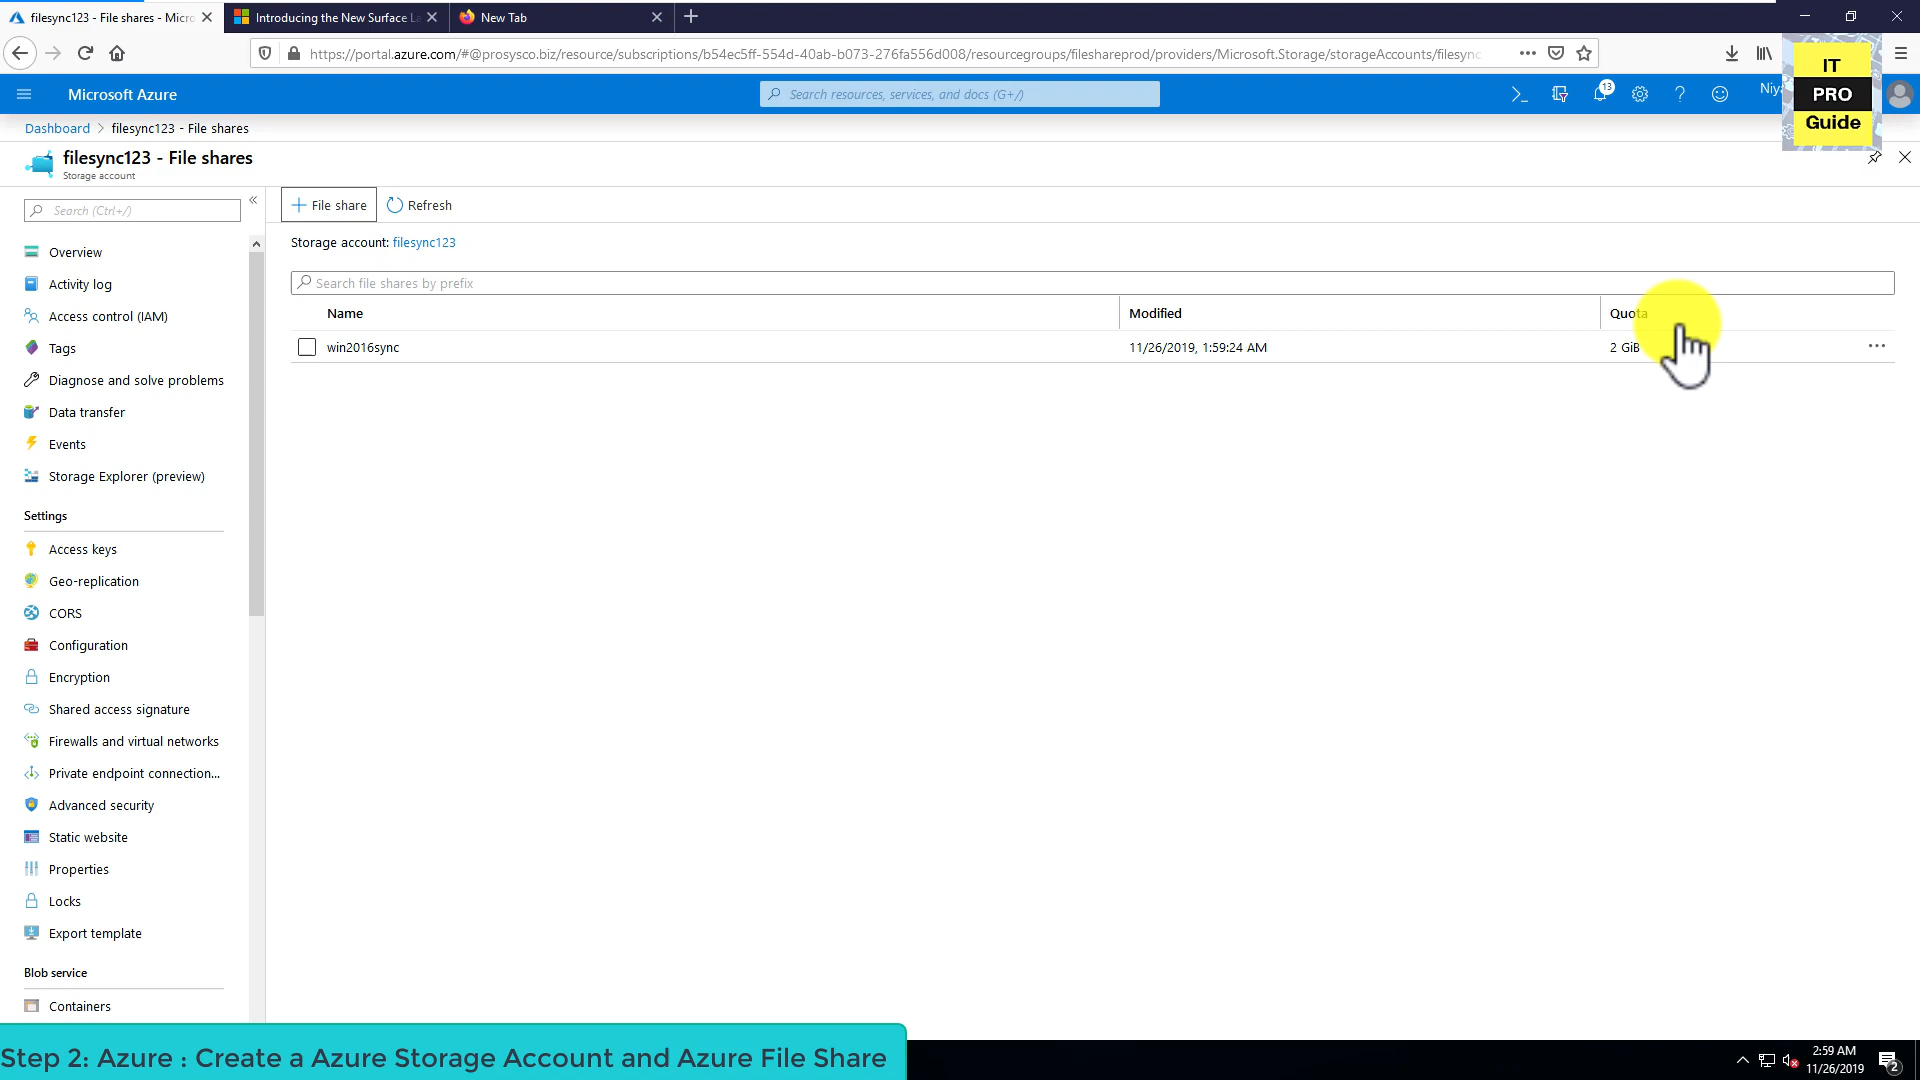 filesync123 - File shares - Micro
Introducing the New Surface La
New Tab
https://portal.azure.com/#@prosysco.biz/resource/subscriptions/b54ec5ff-554d-40ab-b073-276fa556d008/resourcegroups/fileshareprod/providers/Microsoft.Storage/storageAccounts/filesync
IT
PRO
Guide
Microsoft Azure
Search resources, services, and docs (G+/)
13
Niya
Dashboard > filesync123 - File shares
filesync123 - File shares
Storage account
Search (Ctrl+/)
«
File share
Refresh
Overview
Activity log
Access control (IAM)
Tags
Diagnose and solve problems
Data transfer
Events
Storage Explorer (preview)
Settings
Access keys
Geo-replication
CORS
Configuration
Encryption
Shared access signature
Firewalls and virtual networks
Private endpoint connection...
Advanced security
Static website
Properties
Locks
Export template
Blob service
Containers
Storage account: filesync123
Search file shares by prefix
Name Modified Quota
win2016sync 11/26/2019, 1:59:24 AM 2 GiB
Step 2: Azure : Create a Azure Storage Account and Azure File Share
2:59 AM
11/26/2019
2